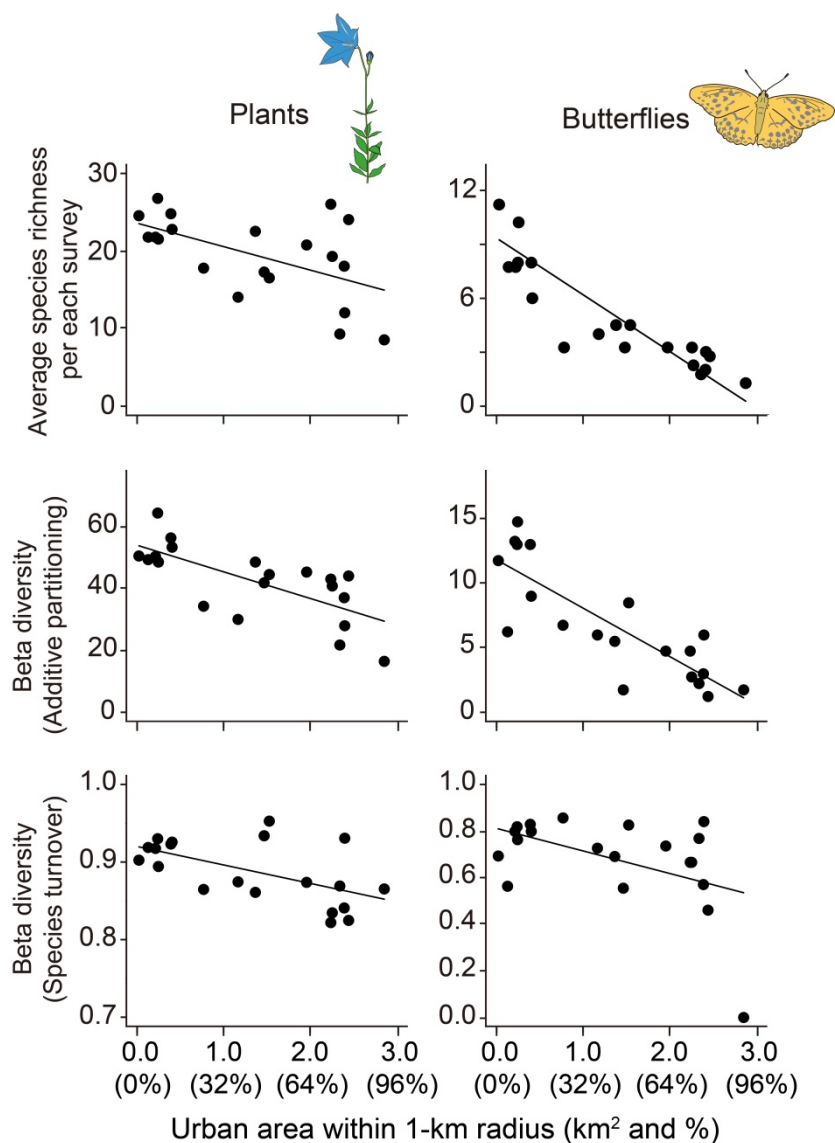 Plants
Butterflies
Average species richness
per each survey
30
20
10
0
12
6
0
Beta diversity
(Additive partitioning)
60
40
20
0
15
10
5
0
Beta diversity
(Species turnover)
1.0
0.9
0.8
0.7
1.0
0.8
0.6
0.4
0.2
0.0
0.0 1.0 2.0 3.0
(0%) (32%) (64%) (96%)
0.0 1.0 2.0 3.0
(0%) (32%) (64%) (96%)
Urban area within 1-km radius (km² and %)